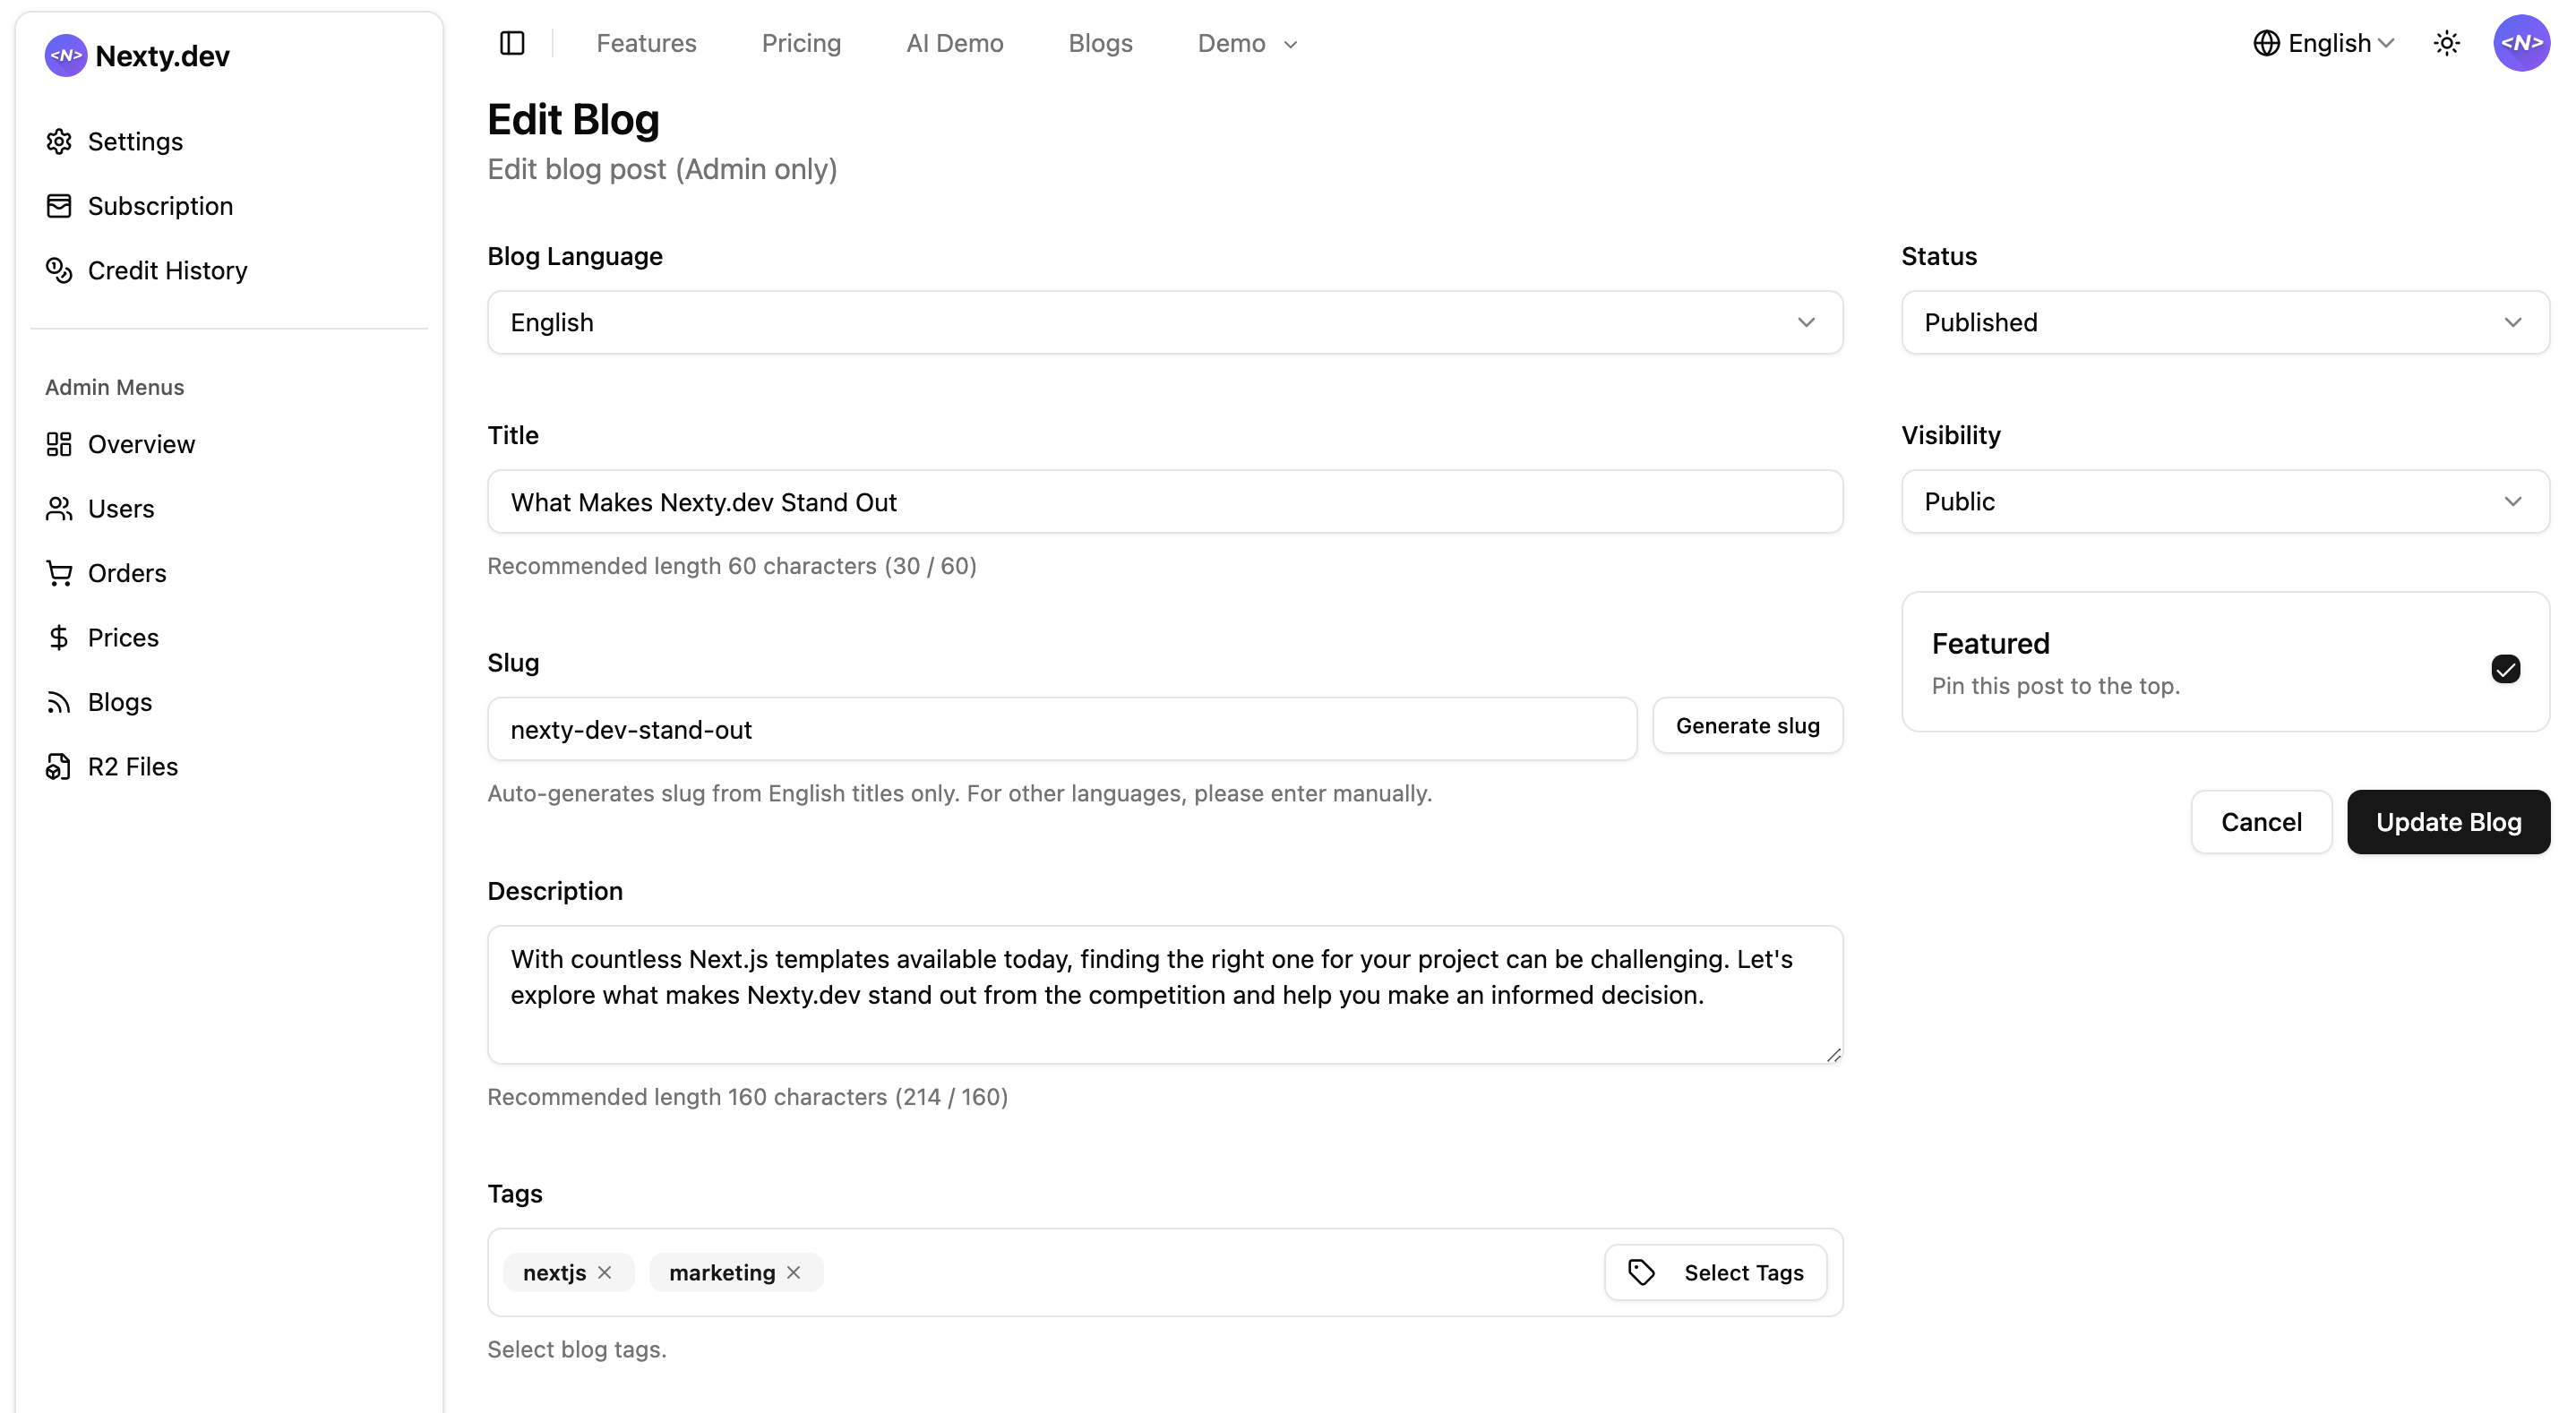 <N> Nexty.dev
Settings
Subscription
Credit History
Admin Menus
Overview
Users
Orders
Prices
Blogs
R2 Files
Features Pricing AI Demo Blogs Demo
English <N>
Edit Blog
Edit blog post (Admin only)
Blog Language
English
Title
What Makes Nexty.dev Stand Out
Recommended length 60 characters (30 / 60)
Slug
nexty-dev-stand-out
Generate slug
Auto-generates slug from English titles only. For other languages, please enter manually.
Description
With countless Next.js templates available today, finding the right one for your project can be challenging. Let's
explore what makes Nexty.dev stand out from the competition and help you make an informed decision.
Recommended length 160 characters (214 / 160)
Tags
nextjs marketing Select Tags
Select blog tags.
Status
Published
Visibility
Public
Featured
Pin this post to the top.
Cancel Update Blog